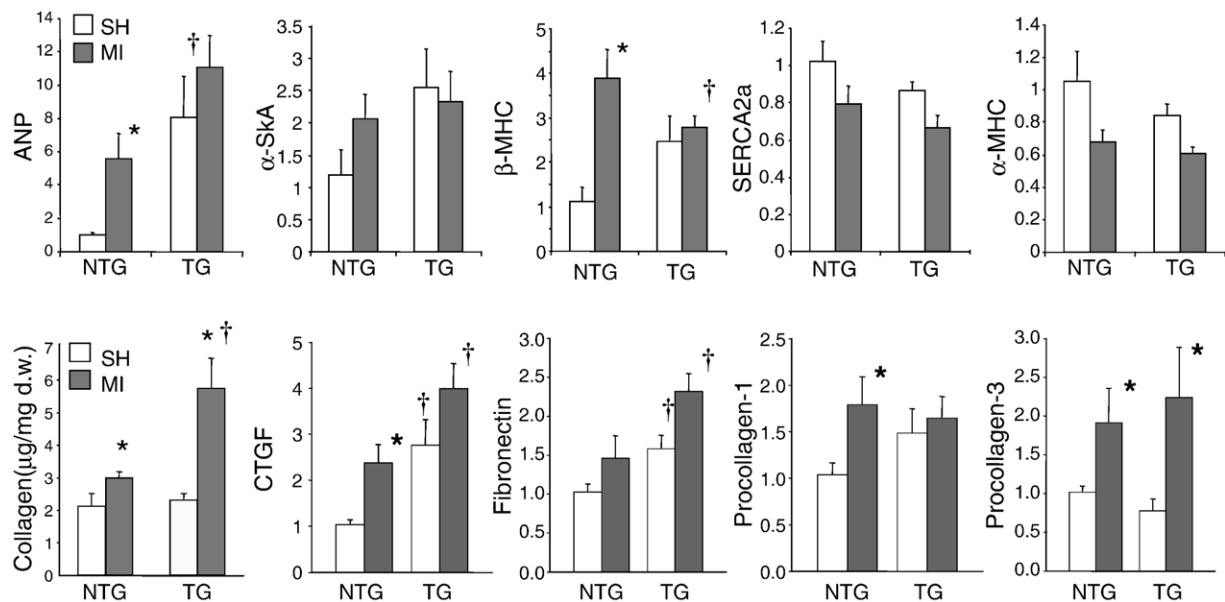 ANP
14
12
10
8
6
4
2
0
SH
MI
*
†
NTG
TG
α-SkA
3.5
3
2.5
2
1.5
1
0.5
0
NTG
TG
β-MHC
5
4
3
2
1
0
*
†
NTG
TG
SERCA2a
1.2
1
0.8
0.6
0.4
0.2
0
NTG
TG
α-MHC
1.4
1.2
1
0.8
0.6
0.4
0.2
0
NTG
TG
Collagen(μg/mg d.w.)
7
6
5
4
3
2
1
0
SH
MI
*
* †
NTG
TG
CTGF
6
5
4
2
1
0
*
†
†
NTG
TG
Fibronectin
3.0
2.5
2.0
1.5
1.0
0.5
0.0
†
†
NTG
TG
Procollagen-1
2.5
2.0
1.5
1.0
0.5
0.0
*
NTG
TG
Procollagen-3
3.0
2.5
2.0
1.5
1.0
0.5
0.0
*
*
NTG
TG